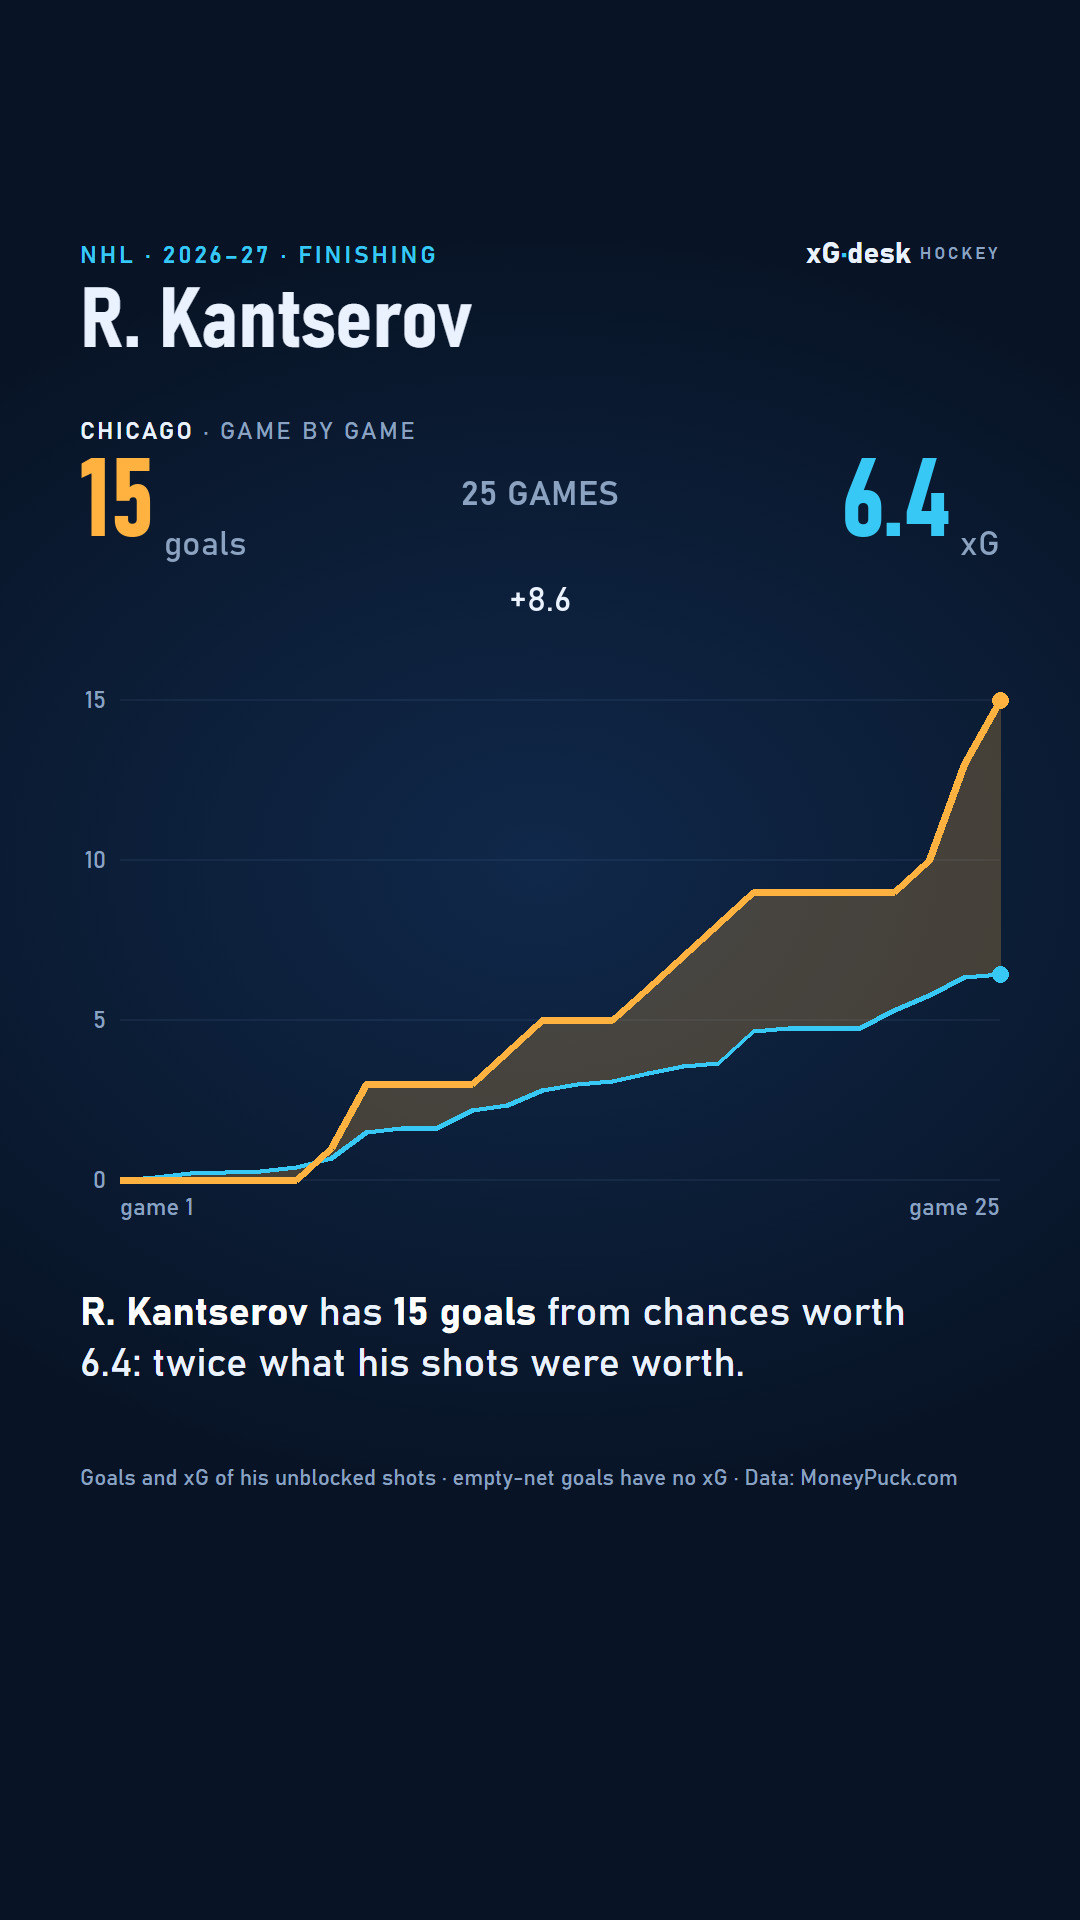 NHL · 2026–27 · FINISHING
xG·desk HOCKEY
R. Kantserov
CHICAGO · GAME BY GAME
15 goals
25 GAMES
6.4 xG
+8.6
15
10
5
0
game 1
game 25
R. Kantserov has 15 goals from chances worth
6.4: twice what his shots were worth.
Goals and xG of his unblocked shots · empty-net goals have no xG · Data: MoneyPuck.com